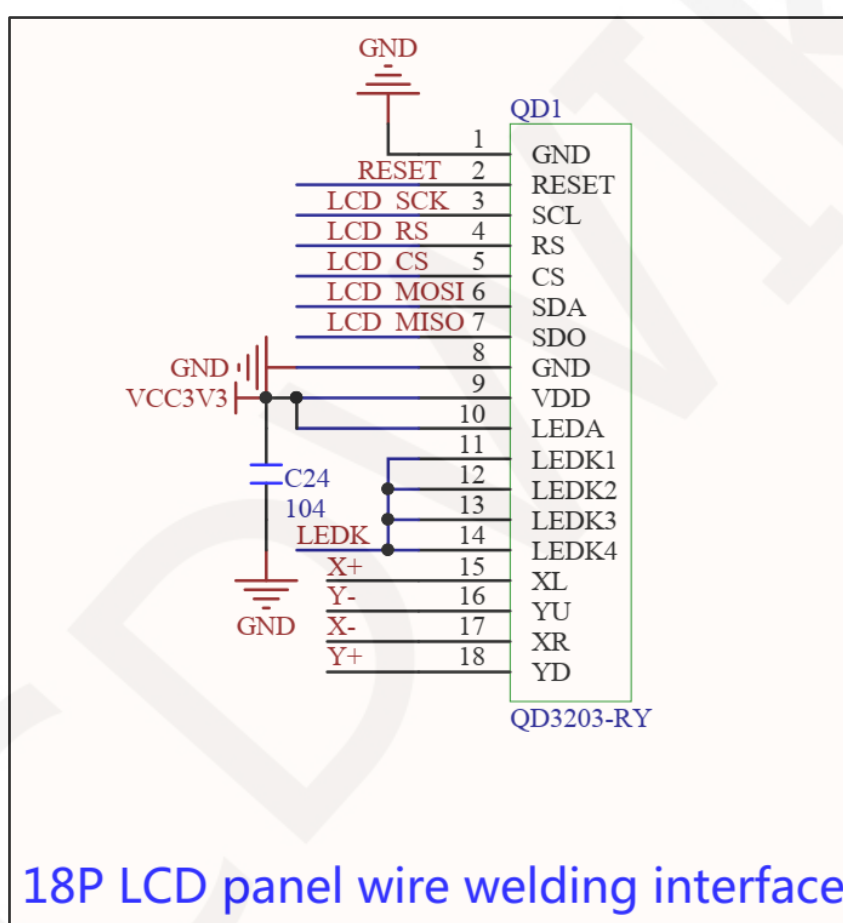 GND
QD1
1 GND
RESET 2 RESET
LCD SCK 3 SCL
LCD RS 4 RS
LCD CS 5 CS
LCD MOSI 6 SDA
LCD MISO 7 SDO
GND 8 GND
VCC3V3 9 VDD
10 LEDA
11 LEDK1
12 LEDK2
C24
13 LEDK3
104
LEDK 14 LEDK4
X+ 15 XL
Y- 16 YU
GND
X- 17 XR
Y+ 18 YD
QD3203-RY
18P LCD panel wire welding interface